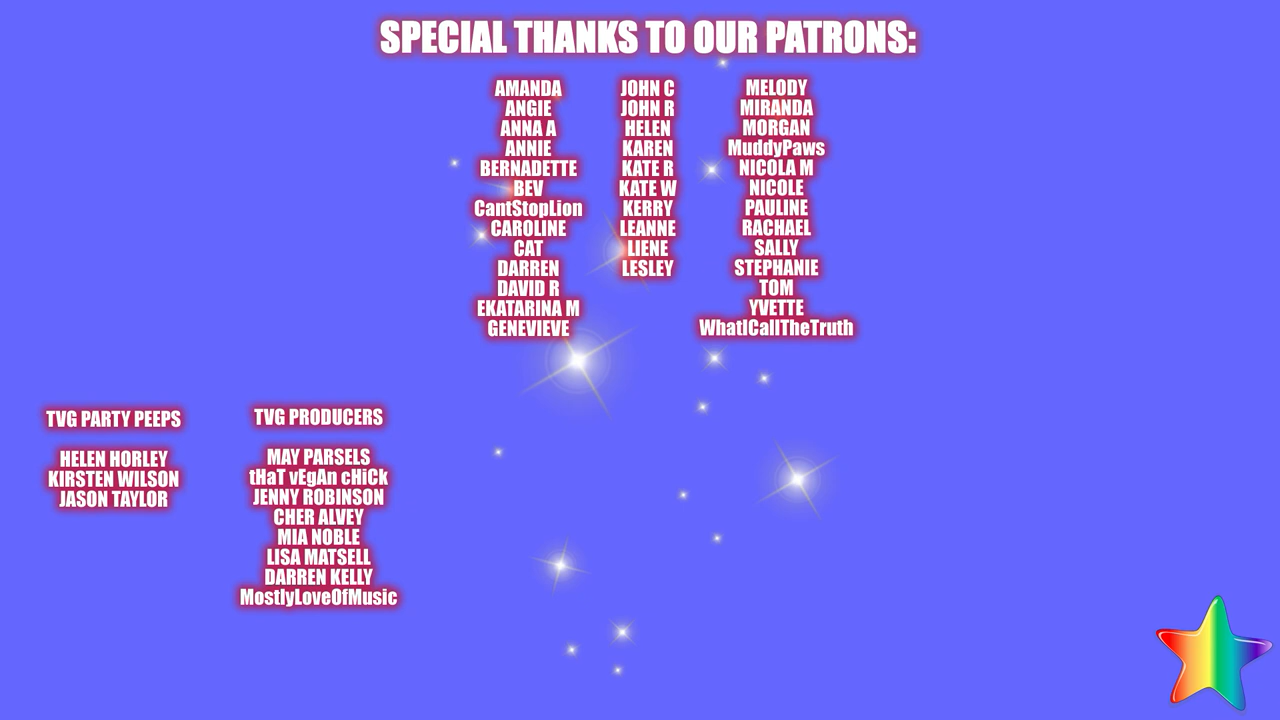 SPECIAL THANKS TO OUR PATRONS:
AMANDA
ANGIE
ANNA A
ANNIE
BERNADETTE
BEV
CantStopLion
CAROLINE
CAT
DARREN
DAVID R
EKATARINA M
GENEVIEVE
JOHN C
JOHN R
HELEN
KAREN
KATE R
KATE W
KERRY
LEANNE
LIENE
LESLEY
MELODY
MIRANDA
MORGAN
MuddyPaws
NICOLA M
NICOLE
PAULINE
RACHAEL
SALLY
STEPHANIE
TOM
YVETTE
WhatICallTheTruth
TVG PARTY PEEPS
HELEN HORLEY
KIRSTEN WILSON
JASON TAYLOR
TVG PRODUCERS
MAY PARSELS
tHaT vEgAn cHiCk
JENNY ROBINSON
CHER ALVEY
MIA NOBLE
LISA MATSELL
DARREN KELLY
MostlyLoveOfMusic